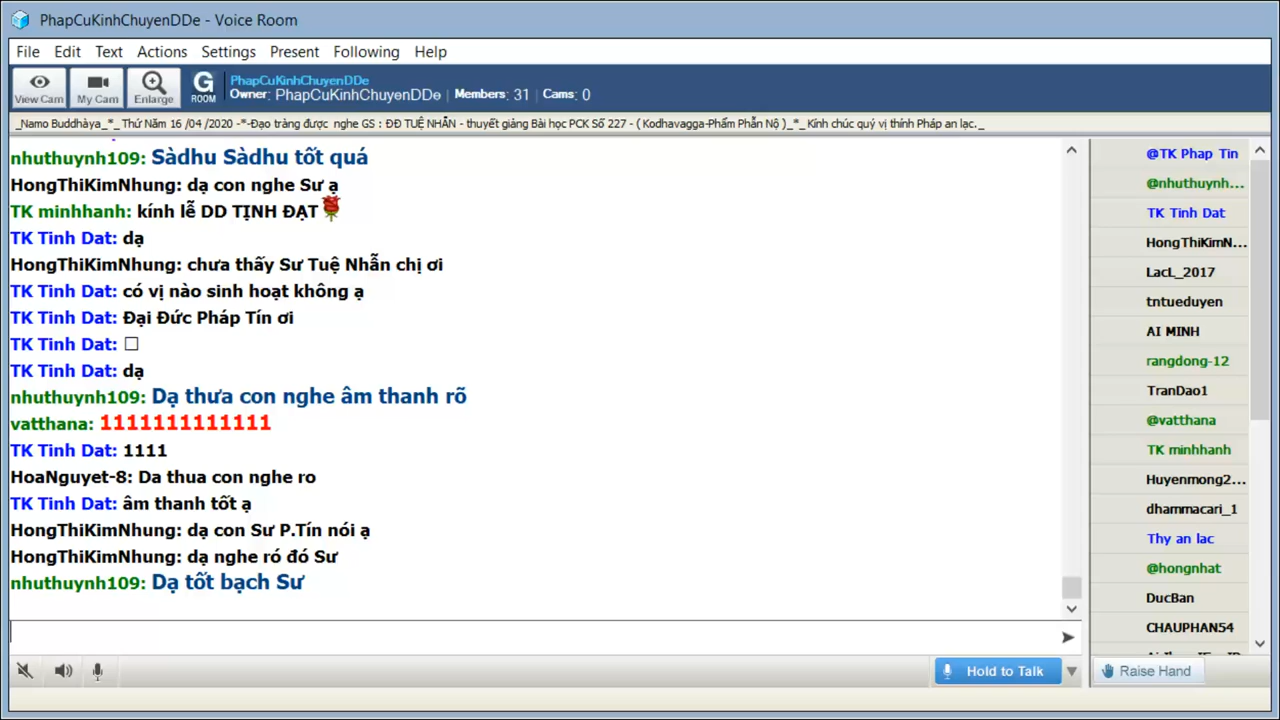 PhapCuKinhChuyenDDe - Voice Room
File Edit Text Actions Settings Present Following Help
View Cam My Cam Enlarge G ROOM
PhapCuKinhChuyenDDe
Owner: PhapCuKinhChuyenDDe | Members: 31 | Cams: 0
_Namo Buddhàya_*_ Thứ Năm 16 /04 /2020 -*-Đạo tràng được nghe GS : ĐĐ TUỆ NHẪN - thuyết giảng Bài học PCK Số 227 - ( Kodhavagga-Phẩm Phẫn Nộ )_*_ Kính chúc quý vị thính Pháp an lạc._
nhuthuynh109: Sàdhu Sàdhu tốt quá
HongThiKimNhung: dạ con nghe Sư ạ
TK minhhanh: kính lễ DD TỊNH ĐẠT
TK Tinh Dat: dạ
HongThiKimNhung: chưa thấy Sư Tuệ Nhẫn chị ơi
TK Tinh Dat: có vị nào sinh hoạt không ạ
TK Tinh Dat: Đại Đức Pháp Tín ơi
TK Tinh Dat: □
TK Tinh Dat: dạ
nhuthuynh109: Dạ thưa con nghe âm thanh rõ
vatthana: 1111111111111
TK Tinh Dat: 1111
HoaNguyet-8: Da thua con nghe ro
TK Tinh Dat: âm thanh tốt ạ
HongThiKimNhung: dạ con Sư P.Tín nói ạ
HongThiKimNhung: dạ nghe ró đó Sư
nhuthuynh109: Dạ tốt bạch Sư
@TK Phap Tin
@nhuthuynh...
TK Tinh Dat
HongThiKimN...
LacL_2017
tntueduyen
AI MINH
rangdong-12
TranDao1
@vatthana
TK minhhanh
Huyenmong2...
dhammacari_1
Thy an lac
@hongnhat
DucBan
CHAUPHAN54
Hold to Talk
Raise Hand